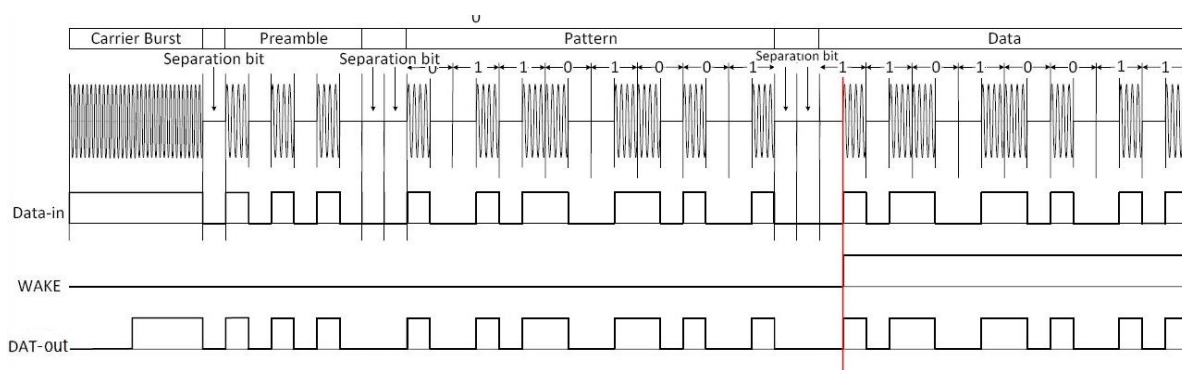 Carrier Burst Preamble Pattern Data
Separation bit Separation bit Separation bit
0 1 1 0 1 0 0 1 1 1 0 1 0 0 1 1
Data-in
WAKE
DAT-out